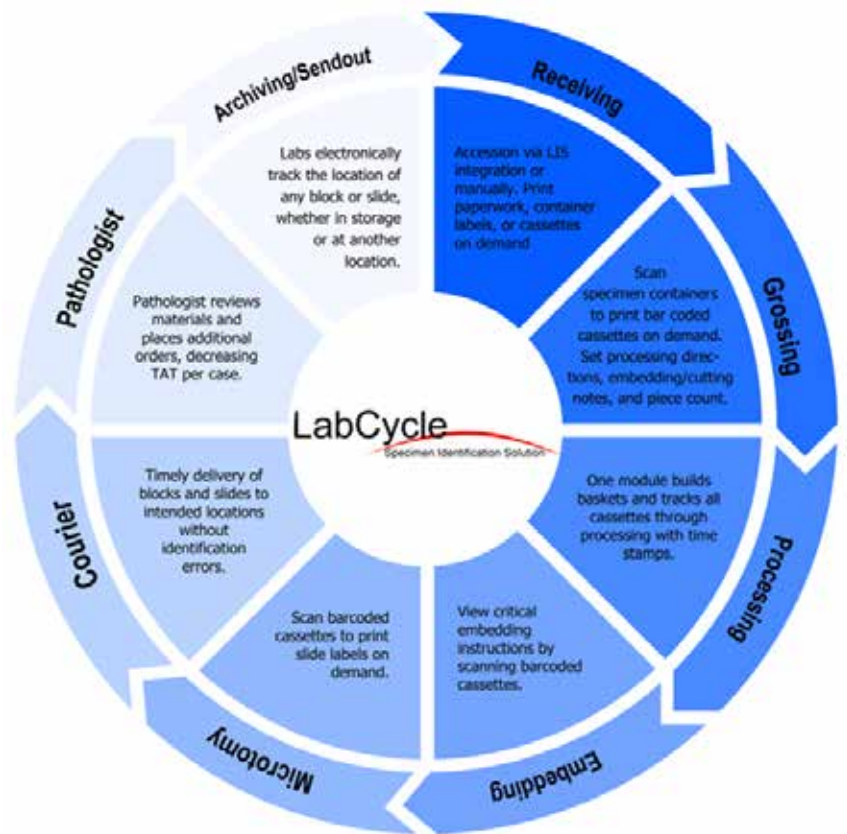 Receiving
Accession via LIS
integration or
manually. Print
paperwork, container
labels, or cassettes
on demand
Grossing
Scan
specimen containers
to print bar coded
cassettes on demand.
Set processing direc-
tions, embedding/cutting
notes, and piece count.
Processing
One module builds
baskets and tracks all
cassettes through
processing with time
stamps.
Embedding
View critical
embedding
instructions by
scanning barcoded
cassettes.
Microtomy
Scan barcoded
cassettes to print
slide labels on
demand.
Courier
Timely delivery of
blocks and slides to
intended locations
without
identification
errors.
Pathologist
Pathologist reviews
materials and
places additional
orders, decreasing
TAT per case.
Archiving/Sendout
Labs electronically
track the location of
any block or slide,
whether in storage
or at another
location.
LabCycle
Specimen Identification Solution